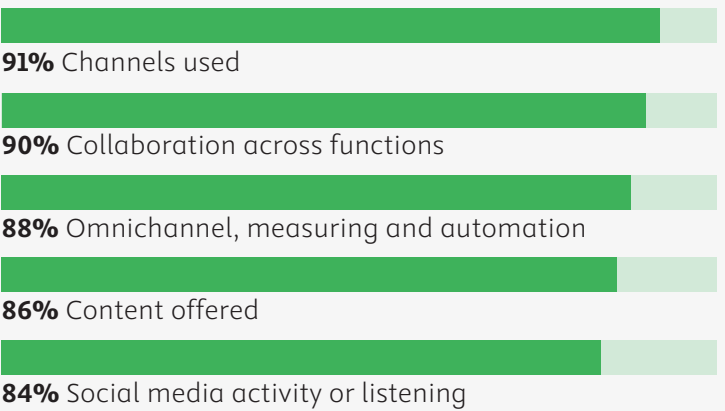 91% Channels used
90% Collaboration across functions
88% Omnichannel, measuring and automation
86% Content offered
84% Social media activity or listening